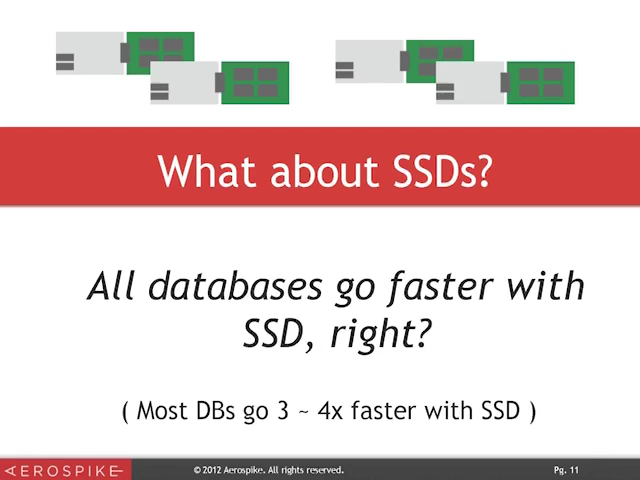 What about SSDs?
All databases go faster with
SSD, right?
( Most DBs go 3 ~ 4x faster with SSD )
AEROSPIKE
© 2012 Aerospike. All rights reserved.
Pg. 11